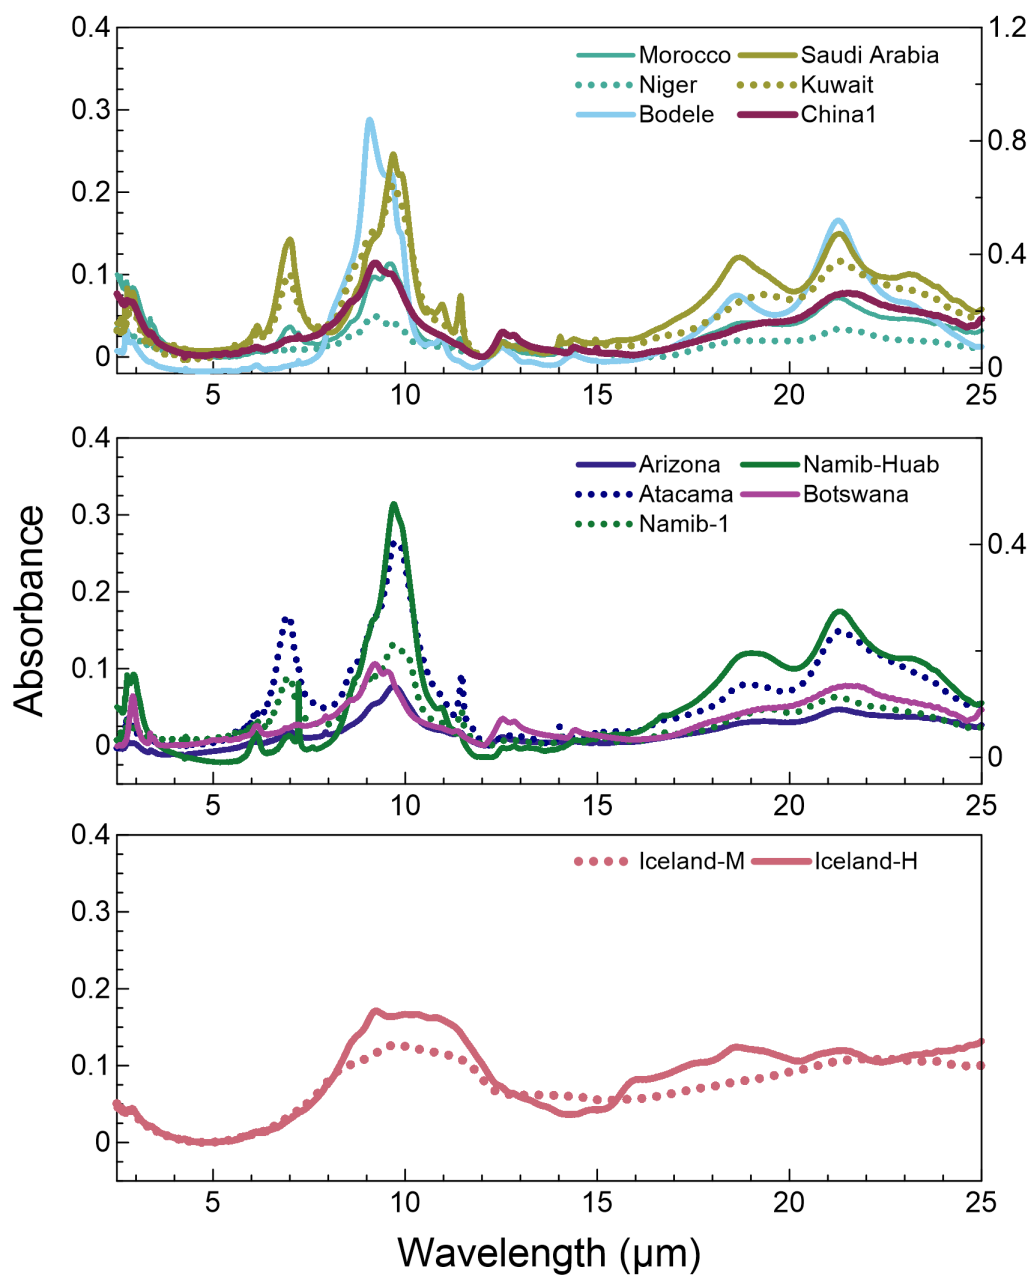 0.4
1.2
Morocco Saudi Arabia
Niger Kuwait
Bodele China1
0.3
0.8
0.2
0.4
0.1
0
0
5 10 15 20 25
0.4
Arizona Namib-Huab
Atacama Botswana
Namib-1
0.3
0.4
0.2
0.1
0
0
5 10 15 20 25
Absorbance
0.4
Iceland-M Iceland-H
0.3
0.2
0.1
0
5 10 15 20 25
Wavelength (μm)